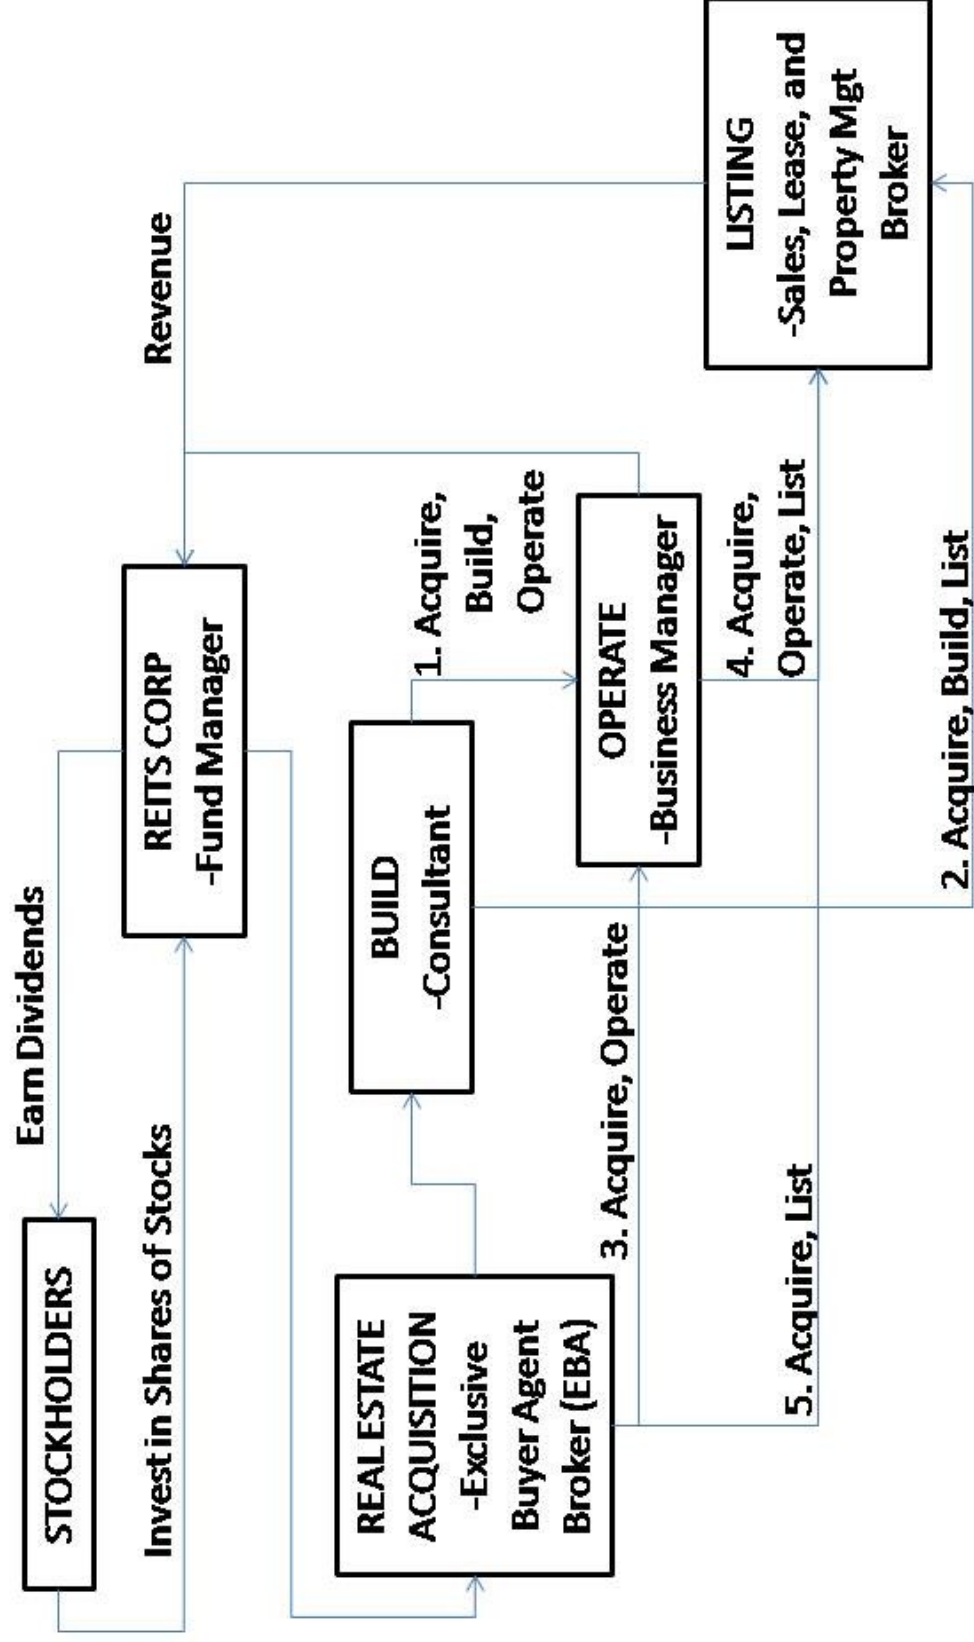 STOCKHOLDERS
Earn Dividends
Invest in Shares of Stocks
REITS CORP
-Fund Manager
Revenue
REAL ESTATE
ACQUISITION
-Exclusive
Buyer Agent
Broker (EBA)
BUILD
-Consultant
1. Acquire,
Build,
Operate
OPERATE
-Business Manager
3. Acquire, Operate
4. Acquire,
Operate, List
5. Acquire, List
2. Acquire, Build, List
LISTING
-Sales, Lease, and
Property Mgt
Broker